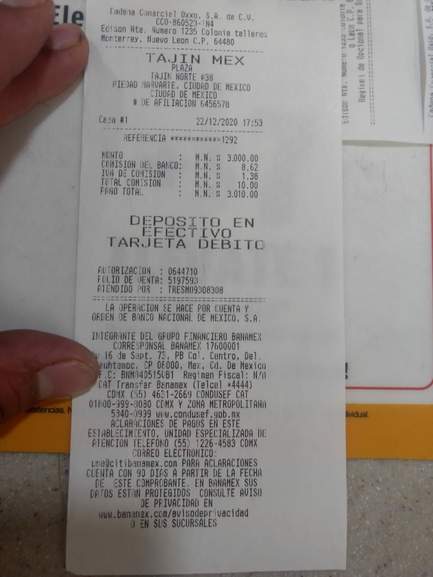 Cadena Comercial Oxxo, S.A. de C.V.
CCO-860523-1N4
Edison Nte. Numero 1235 Colonia talleres
Monterrey, Nuevo Leon C.P. 64480
TAJIN MEX
PLAZA
TAJIN NORTE #38
PIEDAD NARVARTE, CIUDAD DE MEXICO
CIUDAD DE MEXICO
# DE AFILIACION 6456578
Caja #1 22/12/2020 17:53
REFERENCIA ************1292
MONTO : M.N. $ 3,000.00
COMISION DEL BANCO: M.N. $ 8.62
IVA DE COMISION : M.N. $ 1.38
TOTAL COMISION : M.N. $ 10.00
PAGO TOTAL : M.N. $ 3,010.00
DEPOSITO EN
EFECTIVO
TARJETA DEBITO
AUTORIZACION : 0644710
FOLIO DE VENTA: 5197593
ATENDIDO POR : TRESMO9308308
LA OPERACION SE HACE POR CUENTA Y
ORDEN DE BANCO NACIONAL DE MEXICO, S.A.
INTEGRANTE DEL GRUPO FINANCIERO BANAMEX
CORRESPONSAL BANAMEX 17600001
16 de Sept. 73, PB Col. Centro, Del.
CP 06000, Mex. Cd. De Mexico
Regimen Fiscal: N/A
CAT Transfer Banamex (Telcel *4444)
CDMX (55) 4631-2669 CONDUSEF CAT
01800-999-8080 CDMX Y ZONA METROPOLITANA
5340-0999 www.condusef.gob.mx
ACLARACIONES DE PAGOS EN ESTE
ESTABLECIMIENTO, UNIDAD ESPECIALIZADA DE
ATENCION TELEFONO (55) 1226-4583 CDMX
CORREO ELECTRONICO:
une@citibanamex.com PARA ACLARACIONES
CUENTA CON 90 DIAS A PARTIR DE LA FECHA
DE ESTE COMPROBANTE. EN BANAMEX SUS
DATOS ESTAN PROTEGIDOS CONSULTE AVISO
DE PRIVACIDAD EN
www.banamex.com/avisodeprivacidad
O EN SUS SUCURSALES